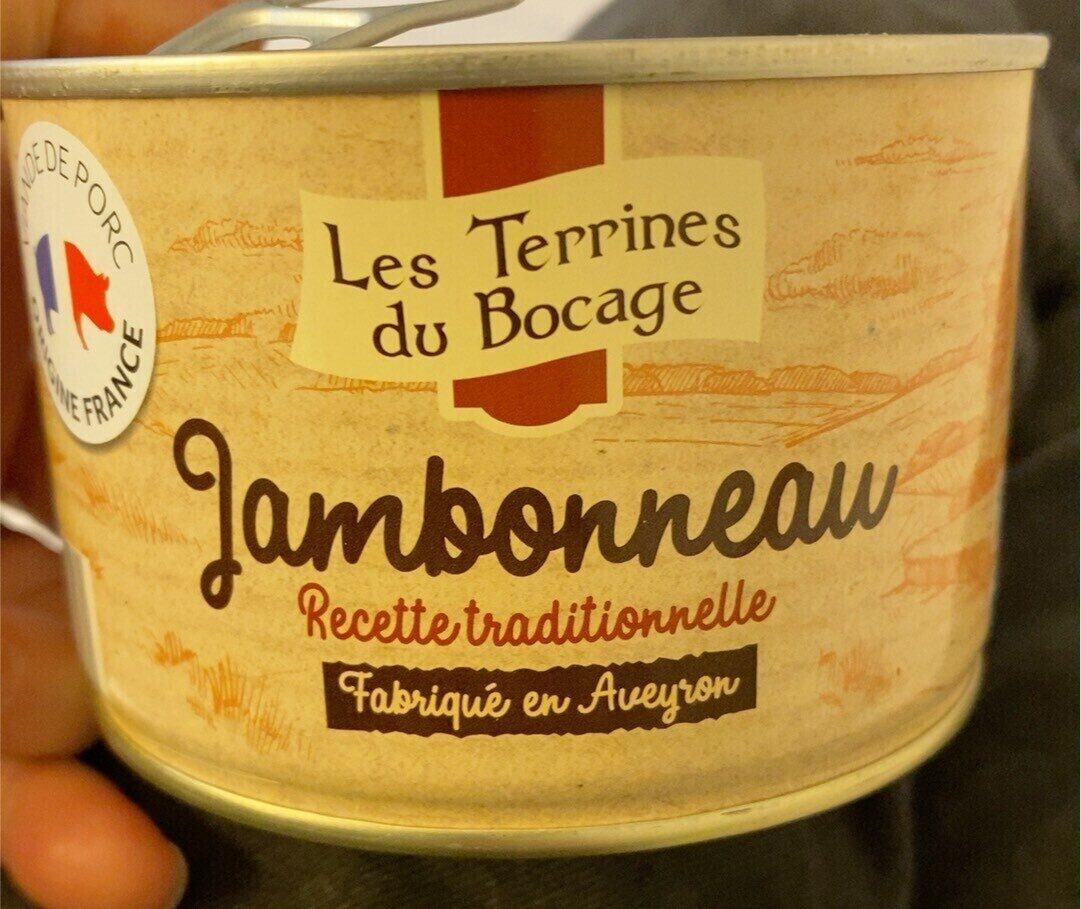 DE PORC
FRANCE
Les Terrines
du Bocage
Jambonneau
Recette traditionnelle
Fabriqué en Aveyron